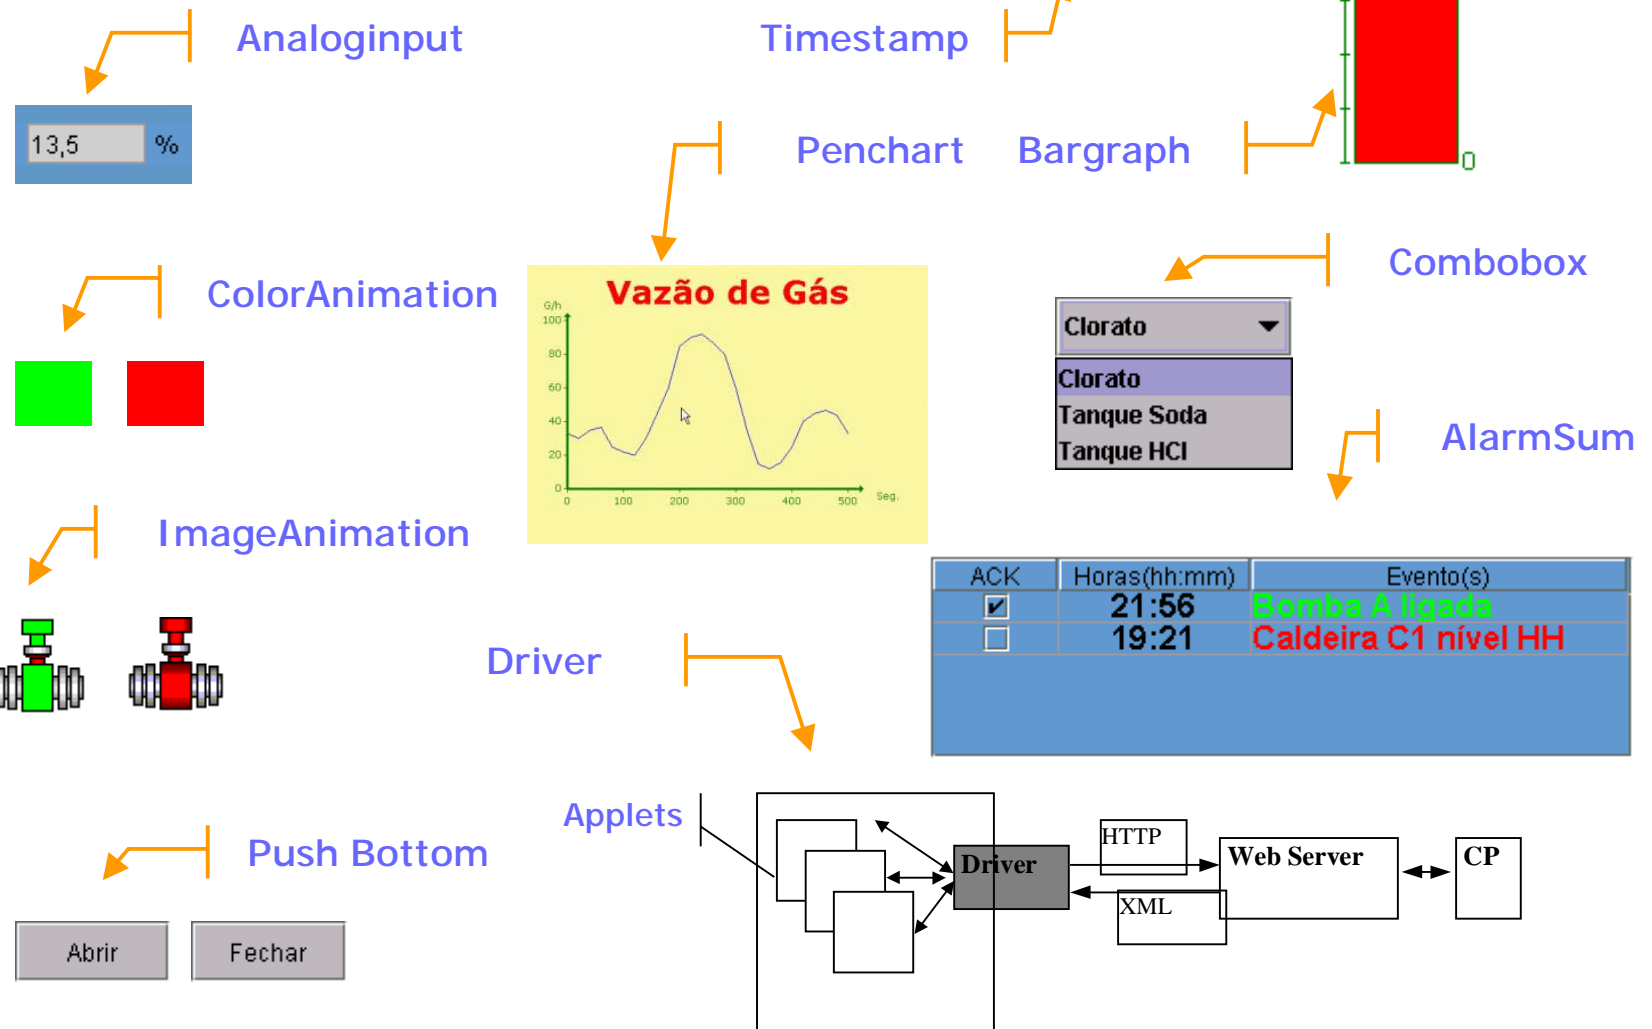 Analoginput
Timestamp
13,5 %
Penchart
Bargraph
0
ColorAnimation
Vazão de Gás
G/h
100
80
60
40
20
0
0 100 200 300 400 500
Seg.
Combobox
Clorato
Clorato
Tanque Soda
Tanque HCl
AlarmSum
ImageAnimation
ACK Horas(hh:mm) Evento(s)
21:56 Bomba A ligada
19:21 Caldeira C1 nível HH
Driver
Applets
Driver
HTTP
XML
Web Server
CP
Push Bottom
Abrir
Fechar